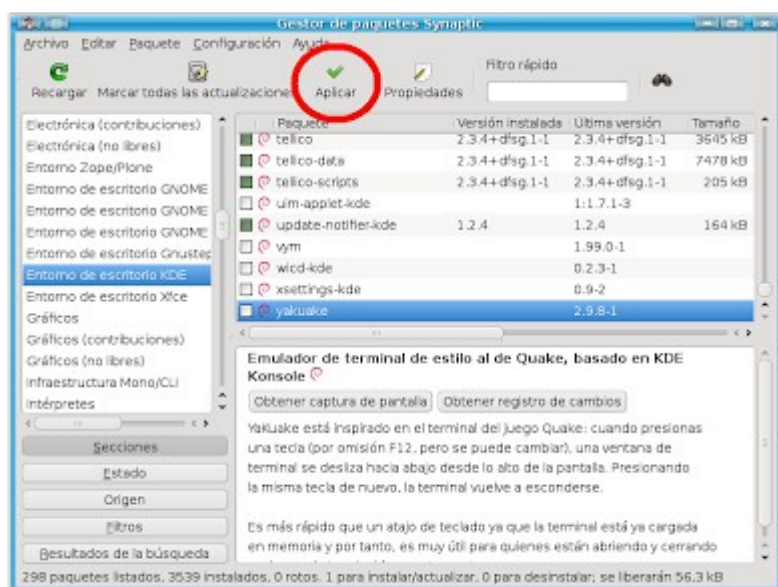 Gestor de paquetes Synaptic
Archivo Editar Paquete Configuración Ayuda
Recargar Marcar todas las actualizaciones Aplicar Propiedades Filtro rápido
Electrónica (contribuciones)
Electrónica (no libres)
Entorno Zope/Plone
Entorno de escritorio GNOME
Entorno de escritorio GNOME
Entorno de escritorio GNOME
Entorno de escritorio Gnustep
Entorno de escritorio KDE
Entorno de escritorio Xfce
Gráficos
Gráficos (contribuciones)
Gráficos (no libres)
Infraestructura Mono/CLI
Intérpretes
Secciones
Estado
Origen
Filtros
Resultados de la búsqueda
Paquete Versión instalada Última versión Tamaño
tellico 2.3.4+dfsg.1-1 2.3.4+dfsg.1-1 3645 kB
tellico-data 2.3.4+dfsg.1-1 2.3.4+dfsg.1-1 7478 kB
tellico-scripts 2.3.4+dfsg.1-1 2.3.4+dfsg.1-1 205 kB
uim-applet-kde 1:1.7.1-3
update-notifier-kde 1.2.4 1.2.4 164 kB
vym 1.99.0-1
wicd-kde 0.2.3-1
xsettings-kde 0.9-2
yakuake 2.9.8-1
Emulador de terminal de estilo al de Quake, basado en KDE
Konsole
Obtener captura de pantalla Obtener registro de cambios
YaKuake está inspirado en el terminal del juego Quake: cuando presionas
una tecla (por omisión F12, pero se puede cambiar), una ventana de
terminal se desliza hacia abajo desde lo alto de la pantalla. Presionando
la misma tecla de nuevo, la terminal vuelve a esconderse.
Es más rápido que un atajo de teclado ya que la terminal está ya cargada
en memoria y por tanto, es muy útil para quienes están abriendo y cerrando
298 paquetes listados, 3539 instalados, 0 rotos. 1 para instalar/actualizar, 0 para desinstalar; se liberarán 56.3 kB